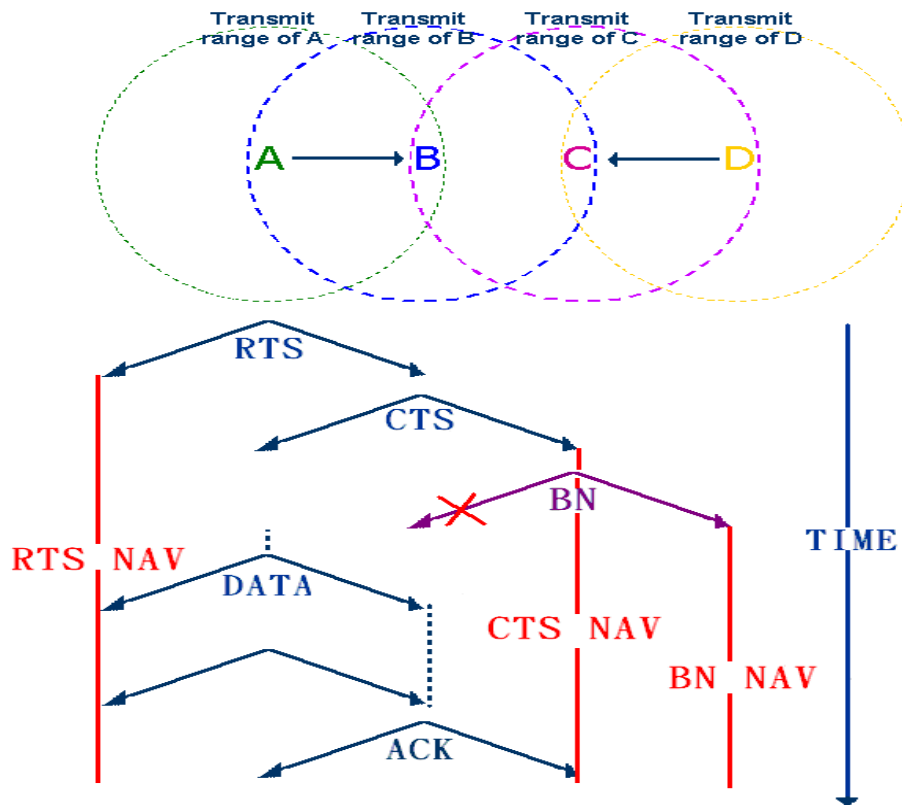 Transmit Transmit Transmit Transmit
range of A range of B range of C range of D
A B C D
RTS
CTS
BN
RTS NAV
TIME
DATA
CTS NAV
BN NAV
ACK